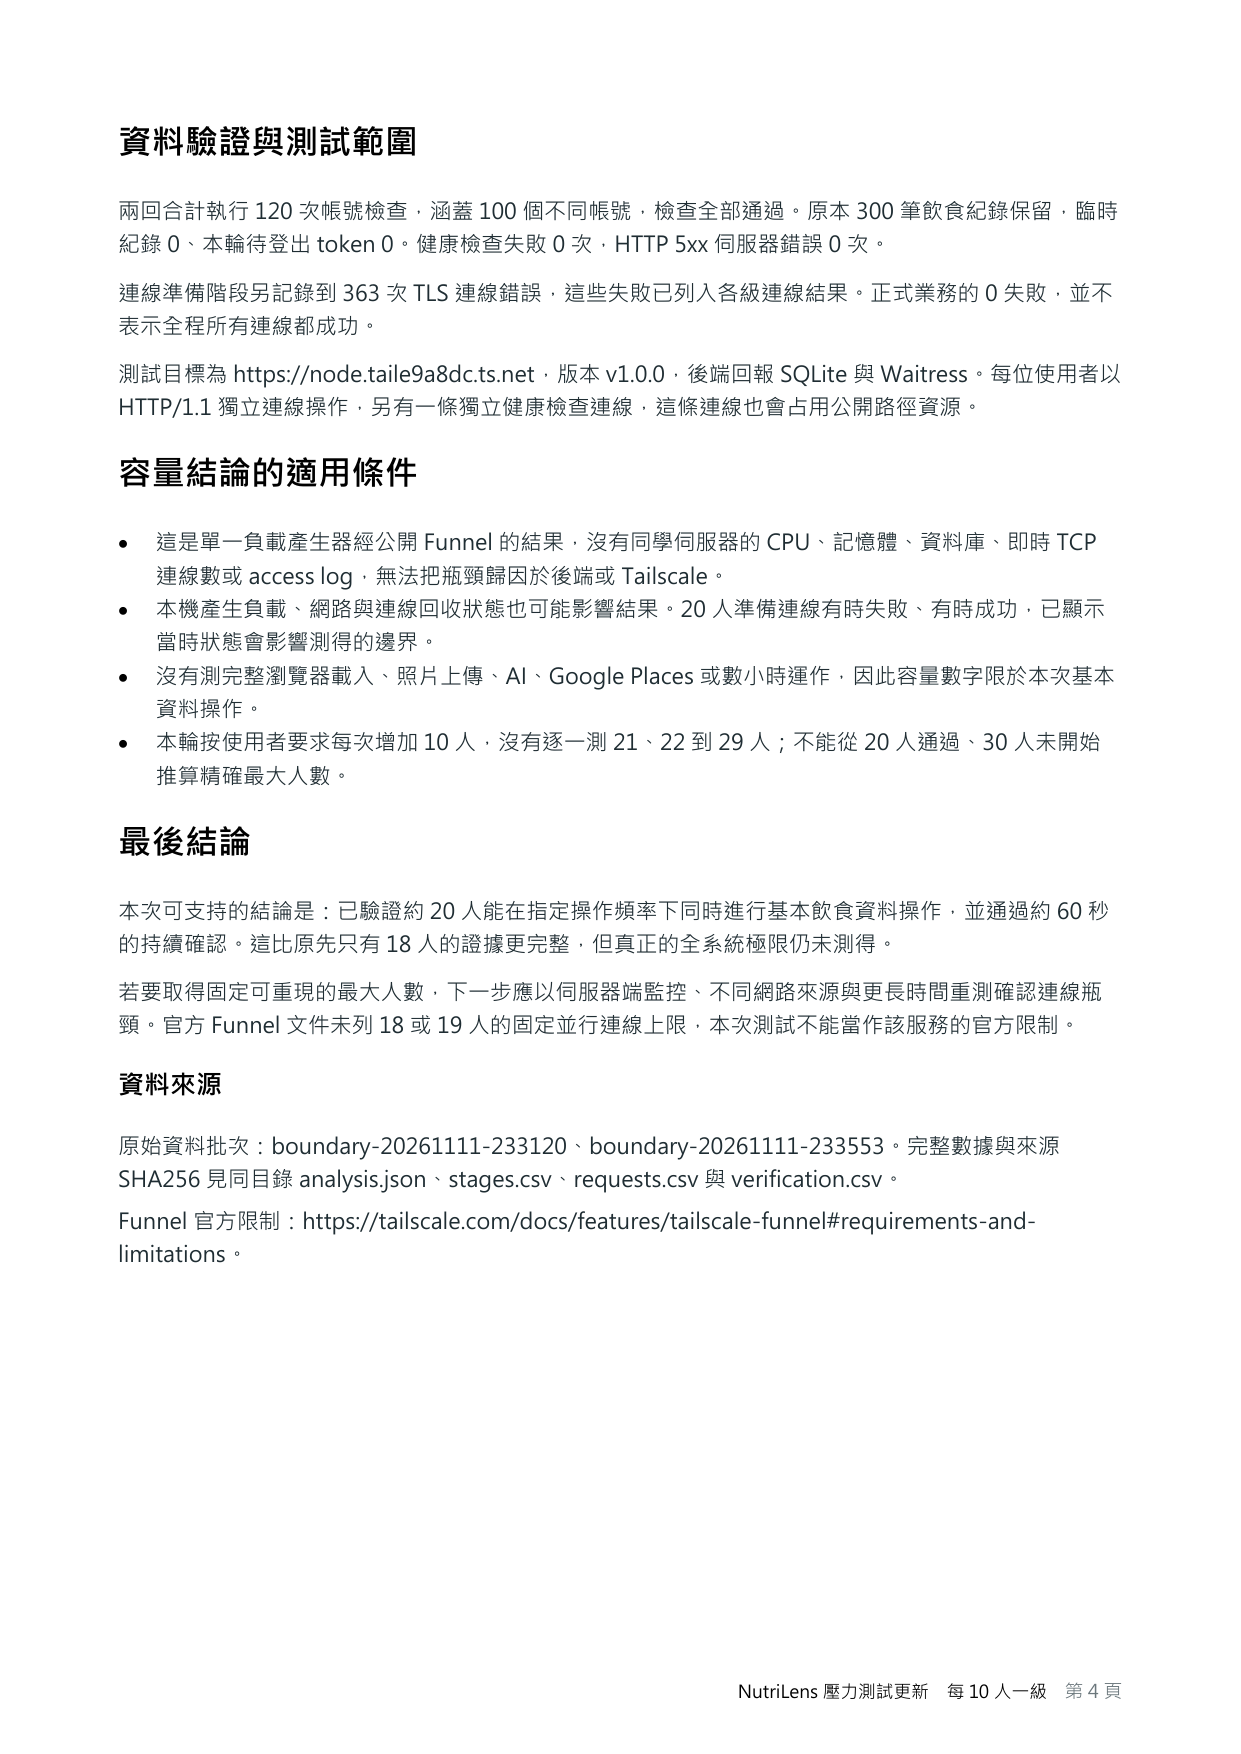 資料驗證與測試範圍
兩回合計執行 120 次帳號檢查，涵蓋 100 個不同帳號，檢查全部通過。原本 300 筆飲食紀錄保留，臨時
紀錄 0、本輪待登出 token 0。健康檢查失敗 0 次，HTTP 5xx 伺服器錯誤 0 次。
連線準備階段另記錄到 363 次 TLS 連線錯誤，這些失敗已列入各級連線結果。正式業務的 0 失敗，並不
表示全程所有連線都成功。
測試目標為 https://node.taile9a8dc.ts.net，版本 v1.0.0，後端回報 SQLite 與 Waitress。每位使用者以
HTTP/1.1 獨立連線操作，另有一條獨立健康檢查連線，這條連線也會占用公開路徑資源。
容量結論的適用條件
• 這是單一負載產生器經公開 Funnel 的結果，沒有同學伺服器的 CPU、記憶體、資料庫、即時 TCP
連線數或 access log，無法把瓶頸歸因於後端或 Tailscale。
• 本機產生負載、網路與連線回收狀態也可能影響結果。20 人準備連線有時失敗、有時成功，已顯示
當時狀態會影響測得的邊界。
• 沒有測完整瀏覽器載入、照片上傳、AI、Google Places 或數小時運作，因此容量數字限於本次基本
資料操作。
• 本輪按使用者要求每次增加 10 人，沒有逐一測 21、22 到 29 人；不能從 20 人通過、30 人未開始
推算精確最大人數。
最後結論
本次可支持的結論是：已驗證約 20 人能在指定操作頻率下同時進行基本飲食資料操作，並通過約 60 秒
的持續確認。這比原先只有 18 人的證據更完整，但真正的全系統極限仍未測得。
若要取得固定可重現的最大人數，下一步應以伺服器端監控、不同網路來源與更長時間重測確認連線瓶
頸。官方 Funnel 文件未列 18 或 19 人的固定並行連線上限，本次測試不能當作該服務的官方限制。
資料來源
原始資料批次：boundary-20261111-233120、boundary-20261111-233553。完整數據與來源
SHA256 見同目錄 analysis.json、stages.csv、requests.csv 與 verification.csv。
Funnel 官方限制：https://tailscale.com/docs/features/tailscale-funnel#requirements-and-
limitations。
NutriLens 壓力測試更新　每 10 人一級　第 4 頁